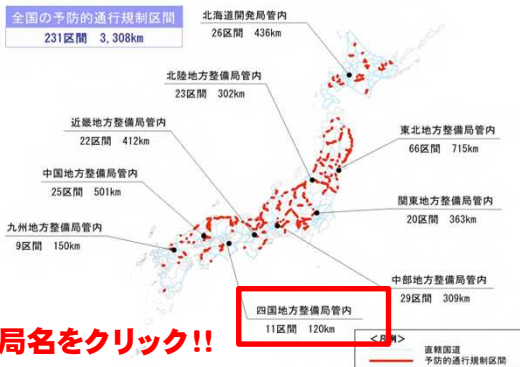 全国の予防的通行規制区間
231区間 3,308km
北海道開発局管内
26区間 436km
北陸地方整備局管内
23区間 302km
近畿地方整備局管内
22区間 412km
東北地方整備局管内
66区間 715km
中国地方整備局管内
25区間 501km
関東地方整備局管内
20区間 363km
九州地方整備局管内
9区間 150km
中部地方整備局管内
29区間 309km
四国地方整備局管内
11区間 120km
局名をクリック!!
<凡例>
直轄国道
予防的通行規制区間